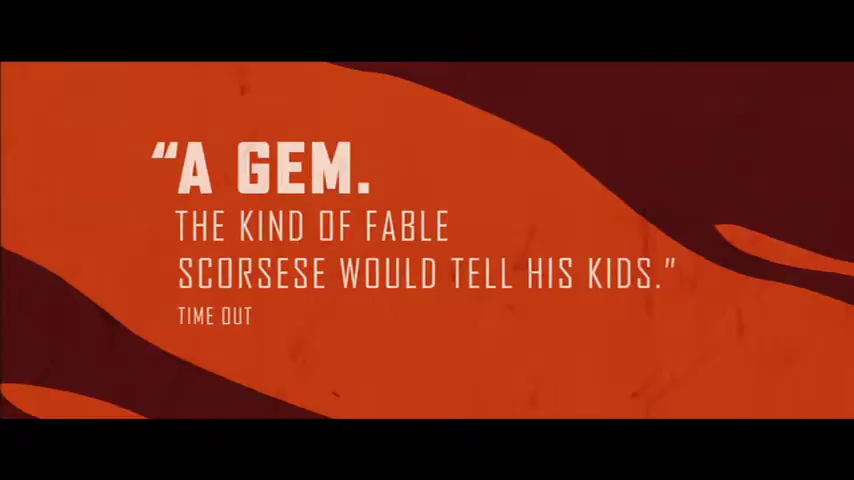 “A GEM.
THE KIND OF FABLE
SCORSESE WOULD TELL HIS KIDS.”
TIME OUT